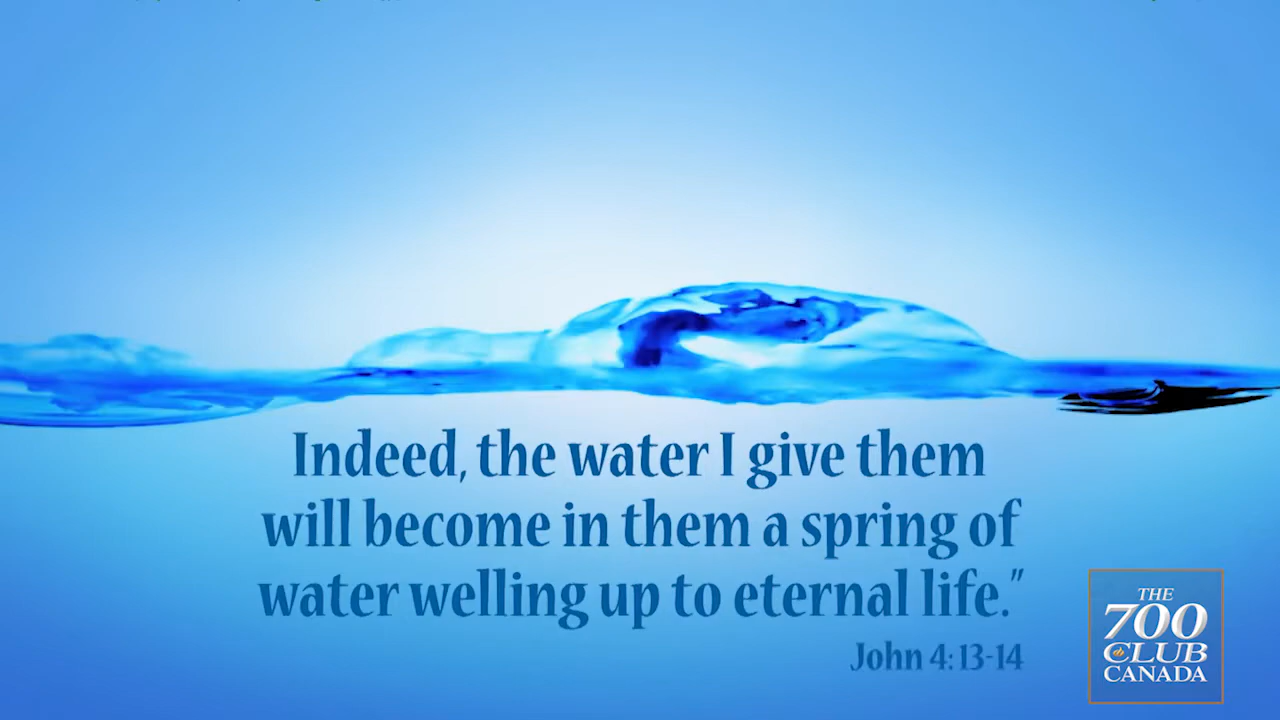 Indeed, the water I give them
will become in them a spring of
water welling up to eternal life.”
John 4:13-14
THE
700
CLUB
CANADA